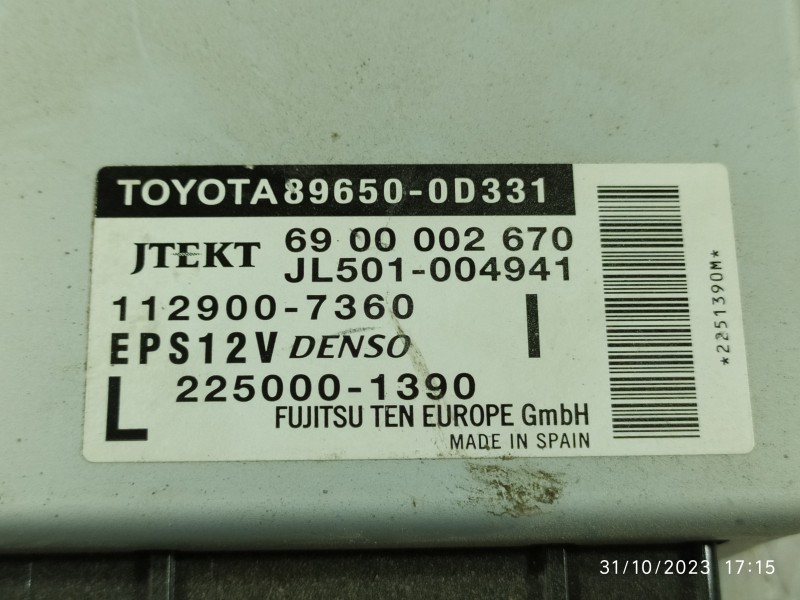 TOYOTA 89650-0D331
JTEKT 69 00 002 670
JL501-004941
112900-7360 I
EPS12V DENSO
L 225000-1390
FUJITSU TEN EUROPE GmbH
MADE IN SPAIN
*2251390M*
31/10/2023 17:15